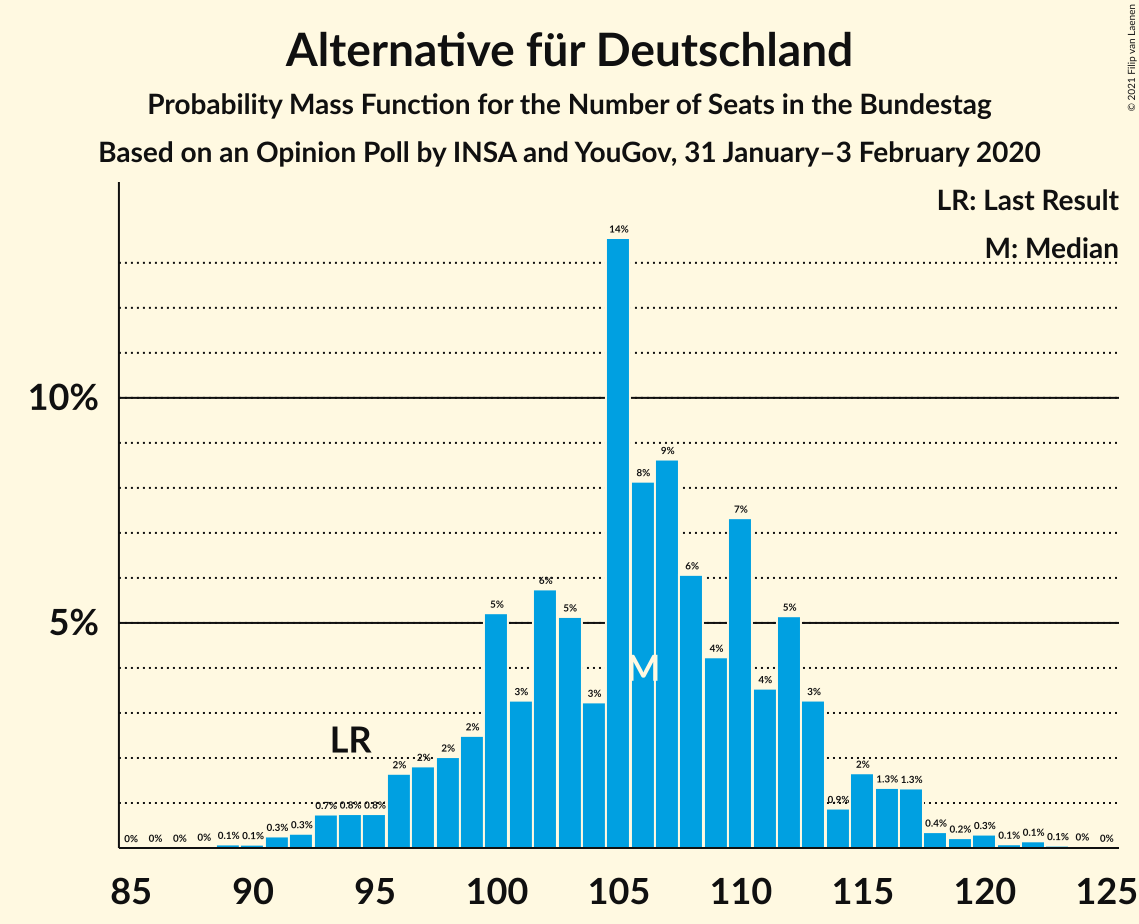 Alternative für Deutschland
Probability Mass Function for the Number of Seats in the Bundestag
Based on an Opinion Poll by INSA and YouGov, 31 January–3 February 2020
© 2021 Filip van Laenen
LR: Last Result
M: Median
10%
5%
0% 0% 0% 0% 0.1% 0.1% 0.3% 0.3% 0.7% 0.8% 0.8% 2% 2% 2% 2% 5% 3% 6% 5% 3% 14% 8% 9% 6% 4% 7% 4% 5% 3% 0.9% 2% 1.3% 1.3% 0.4% 0.2% 0.3% 0.1% 0.1% 0.1% 0% 0%
LR
M
85 90 95 100 105 110 115 120 125